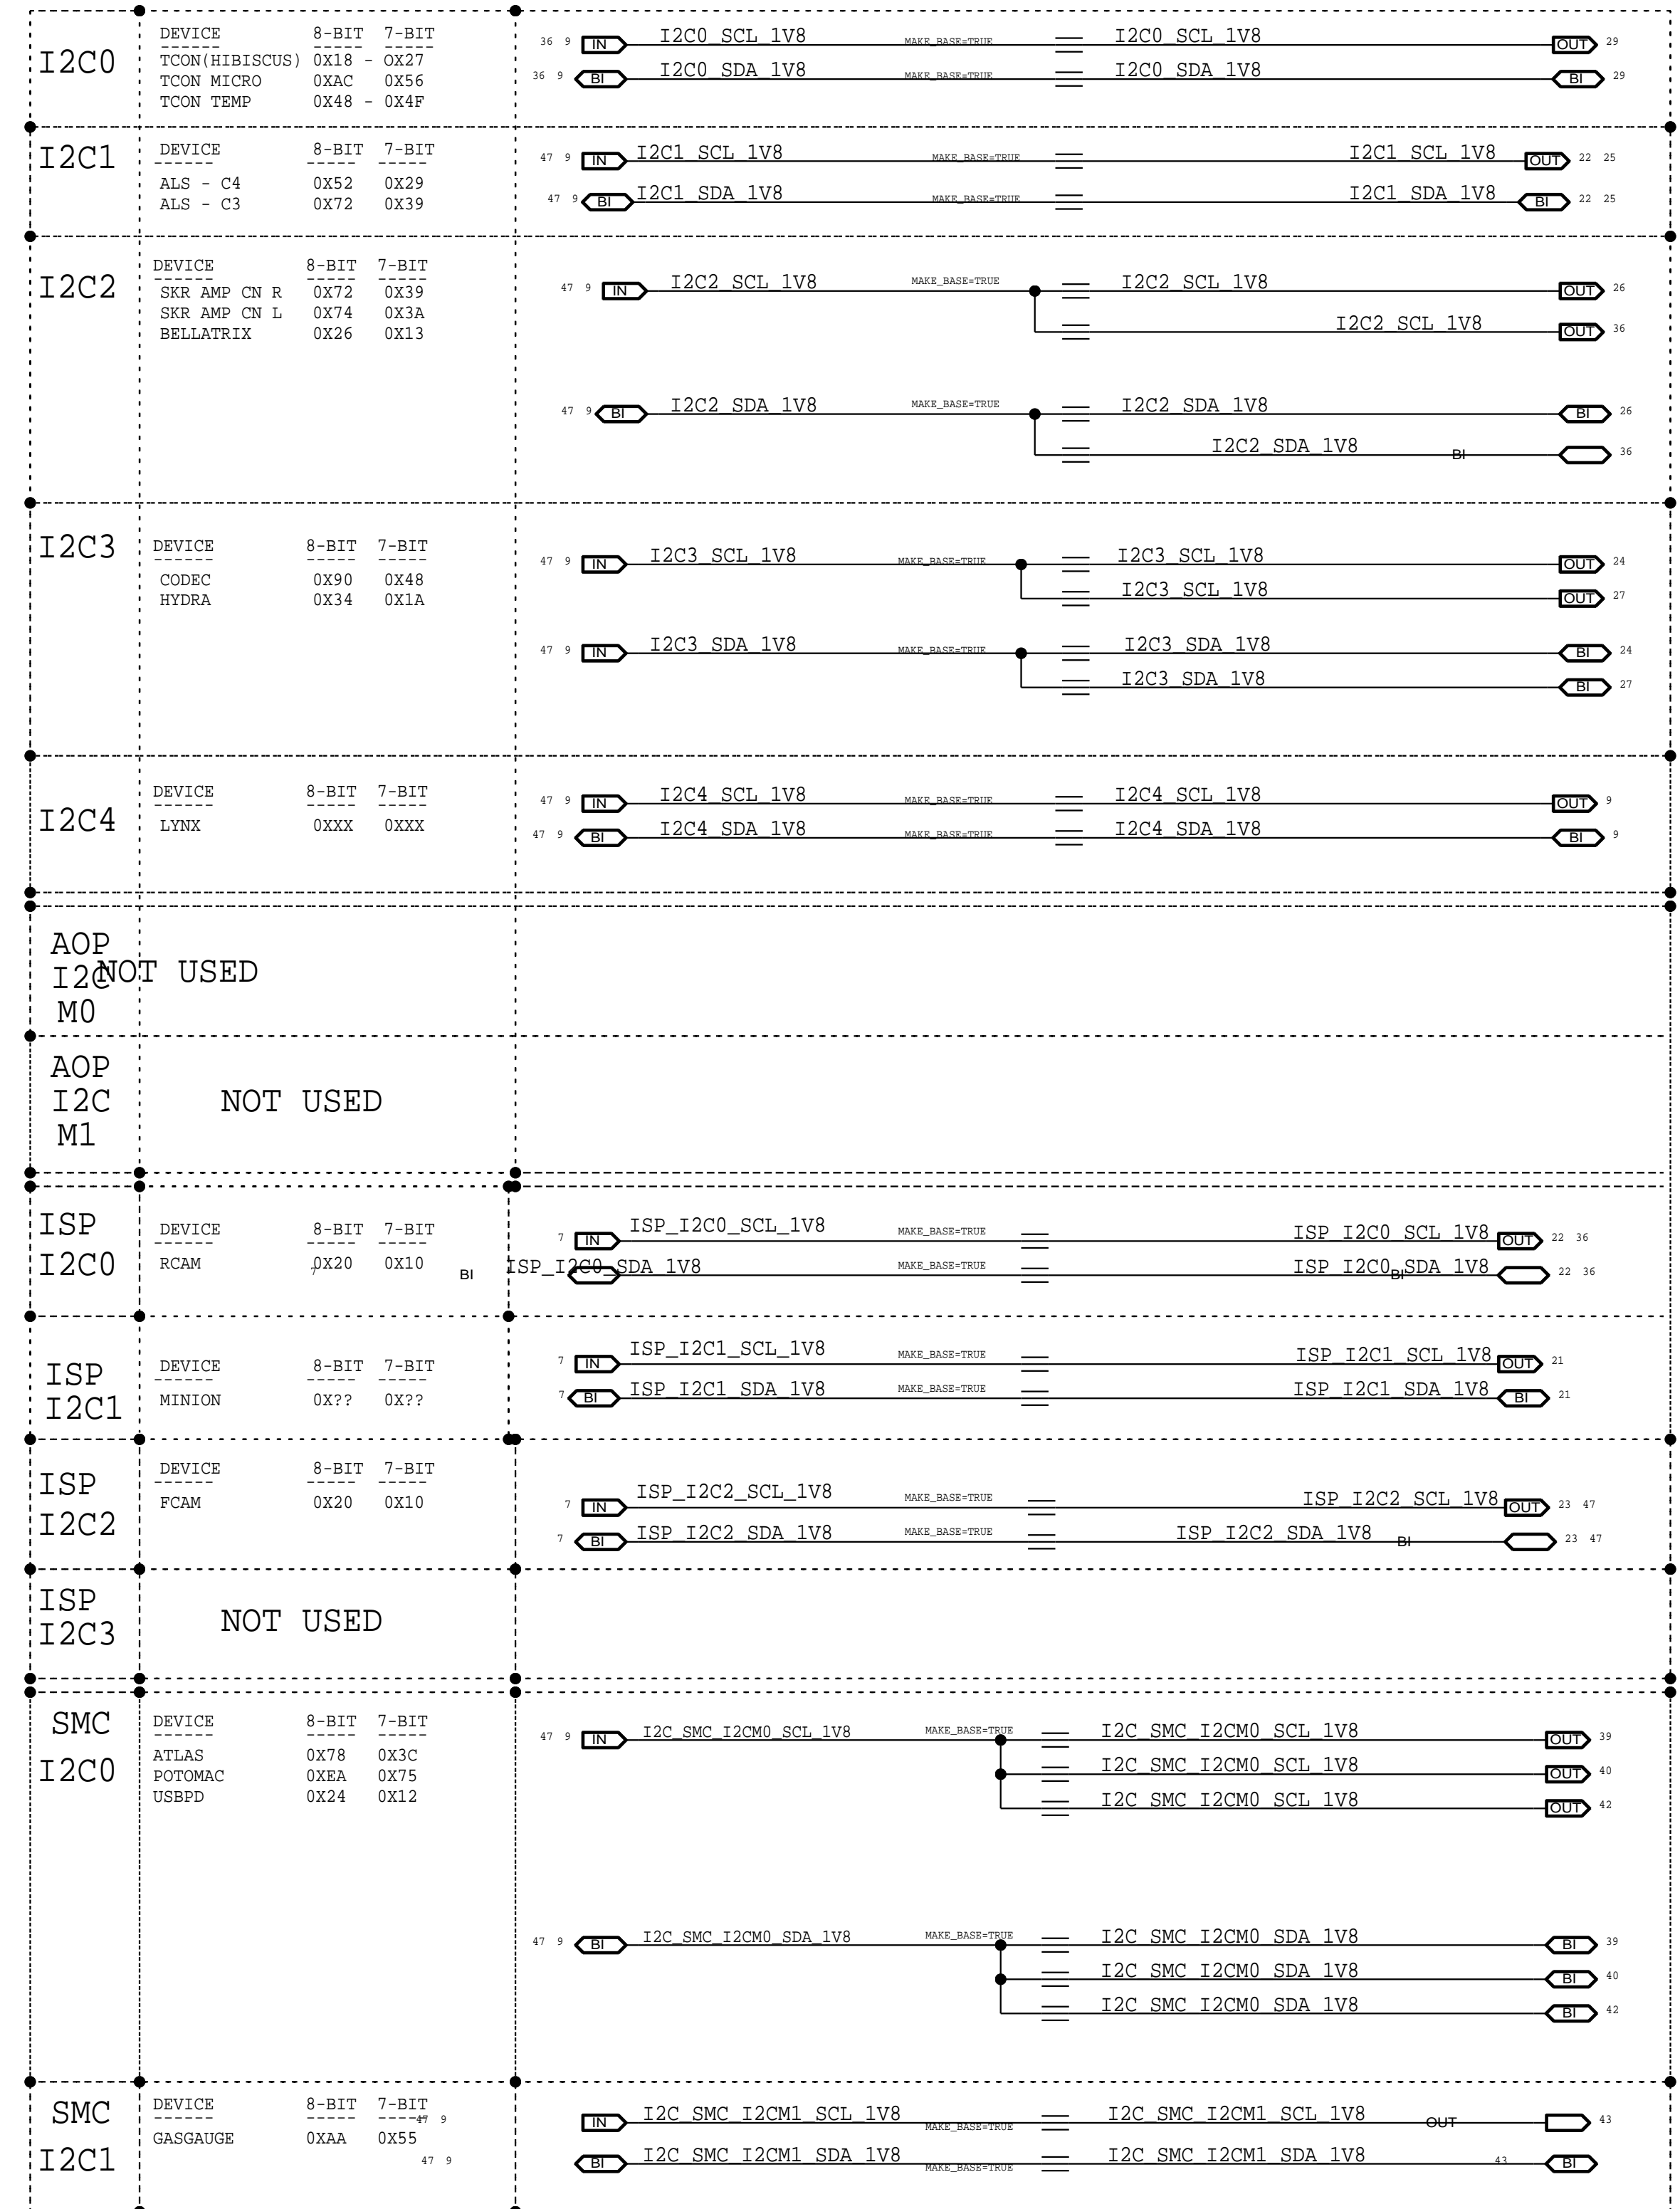 I2C0
DEVICE 8-BIT 7-BIT
------ ----- -----
TCON(HIBISCUS) 0X18 - OX27
TCON MICRO 0XAC 0X56
TCON TEMP 0X48 - 0X4F
36 9 IN I2C0_SCL_1V8 MAKE_BASE=TRUE I2C0_SCL_1V8 OUT 29
36 9 BI I2C0_SDA_1V8 MAKE_BASE=TRUE I2C0_SDA_1V8 BI 29
I2C1
DEVICE 8-BIT 7-BIT
------ ----- -----
ALS - C4 0X52 0X29
ALS - C3 0X72 0X39
47 9 IN I2C1_SCL_1V8 MAKE_BASE=TRUE I2C1_SCL_1V8 OUT 22 25
47 9 BI I2C1_SDA_1V8 MAKE_BASE=TRUE I2C1_SDA_1V8 BI 22 25
I2C2
DEVICE 8-BIT 7-BIT
------ ----- -----
SKR AMP CN R 0X72 0X39
SKR AMP CN L 0X74 0X3A
BELLATRIX 0X26 0X13
47 9 IN I2C2_SCL_1V8 MAKE_BASE=TRUE I2C2_SCL_1V8 OUT 26
I2C2_SCL_1V8 OUT 36
47 9 BI I2C2_SDA_1V8 MAKE_BASE=TRUE I2C2_SDA_1V8 BI 26
I2C2_SDA_1V8 BI 36
I2C3
DEVICE 8-BIT 7-BIT
------ ----- -----
CODEC 0X90 0X48
HYDRA 0X34 0X1A
47 9 IN I2C3_SCL_1V8 MAKE_BASE=TRUE I2C3_SCL_1V8 OUT 24
I2C3_SCL_1V8 OUT 27
47 9 IN I2C3_SDA_1V8 MAKE_BASE=TRUE I2C3_SDA_1V8 BI 24
I2C3_SDA_1V8 BI 27
I2C4
DEVICE 8-BIT 7-BIT
------ ----- -----
LYNX 0XXX 0XXX
47 9 IN I2C4_SCL_1V8 MAKE_BASE=TRUE I2C4_SCL_1V8 OUT 9
47 9 BI I2C4_SDA_1V8 MAKE_BASE=TRUE I2C4_SDA_1V8 BI 9
AOP
I2C NOT USED
M0
AOP
I2C NOT USED
M1
ISP
I2C0
DEVICE 8-BIT 7-BIT
------ ----- -----
RCAM 0X20 0X10
7 IN ISP_I2C0_SCL_1V8 MAKE_BASE=TRUE ISP_I2C0_SCL_1V8 OUT 22 36
7 BI ISP_I2C0_SDA_1V8 MAKE_BASE=TRUE ISP_I2C0_SDA_1V8 BI 22 36
ISP
I2C1
DEVICE 8-BIT 7-BIT
------ ----- -----
MINION 0X?? 0X??
7 IN ISP_I2C1_SCL_1V8 MAKE_BASE=TRUE ISP_I2C1_SCL_1V8 OUT 21
7 BI ISP_I2C1_SDA_1V8 MAKE_BASE=TRUE ISP_I2C1_SDA_1V8 BI 21
ISP
I2C2
DEVICE 8-BIT 7-BIT
------ ----- -----
FCAM 0X20 0X10
7 IN ISP_I2C2_SCL_1V8 MAKE_BASE=TRUE ISP_I2C2_SCL_1V8 OUT 23 47
7 BI ISP_I2C2_SDA_1V8 MAKE_BASE=TRUE ISP_I2C2_SDA_1V8 BI 23 47
ISP
I2C3
NOT USED
SMC
I2C0
DEVICE 8-BIT 7-BIT
------ ----- -----
ATLAS 0X78 0X3C
POTOMAC 0XEA 0X75
USBPD 0X24 0X12
47 9 IN I2C_SMC_I2CM0_SCL_1V8 MAKE_BASE=TRUE I2C_SMC_I2CM0_SCL_1V8 OUT 39
I2C_SMC_I2CM0_SCL_1V8 OUT 40
I2C_SMC_I2CM0_SCL_1V8 OUT 42
47 9 BI I2C_SMC_I2CM0_SDA_1V8 MAKE_BASE=TRUE I2C_SMC_I2CM0_SDA_1V8 BI 39
I2C_SMC_I2CM0_SDA_1V8 BI 40
I2C_SMC_I2CM0_SDA_1V8 BI 42
SMC
I2C1
DEVICE 8-BIT 7-BIT
------ ----- -----
GASGAUGE 0XAA 0X55
47 9 IN I2C_SMC_I2CM1_SCL_1V8 MAKE_BASE=TRUE I2C_SMC_I2CM1_SCL_1V8 OUT 43
47 9 BI I2C_SMC_I2CM1_SDA_1V8 MAKE_BASE=TRUE I2C_SMC_I2CM1_SDA_1V8 43 BI